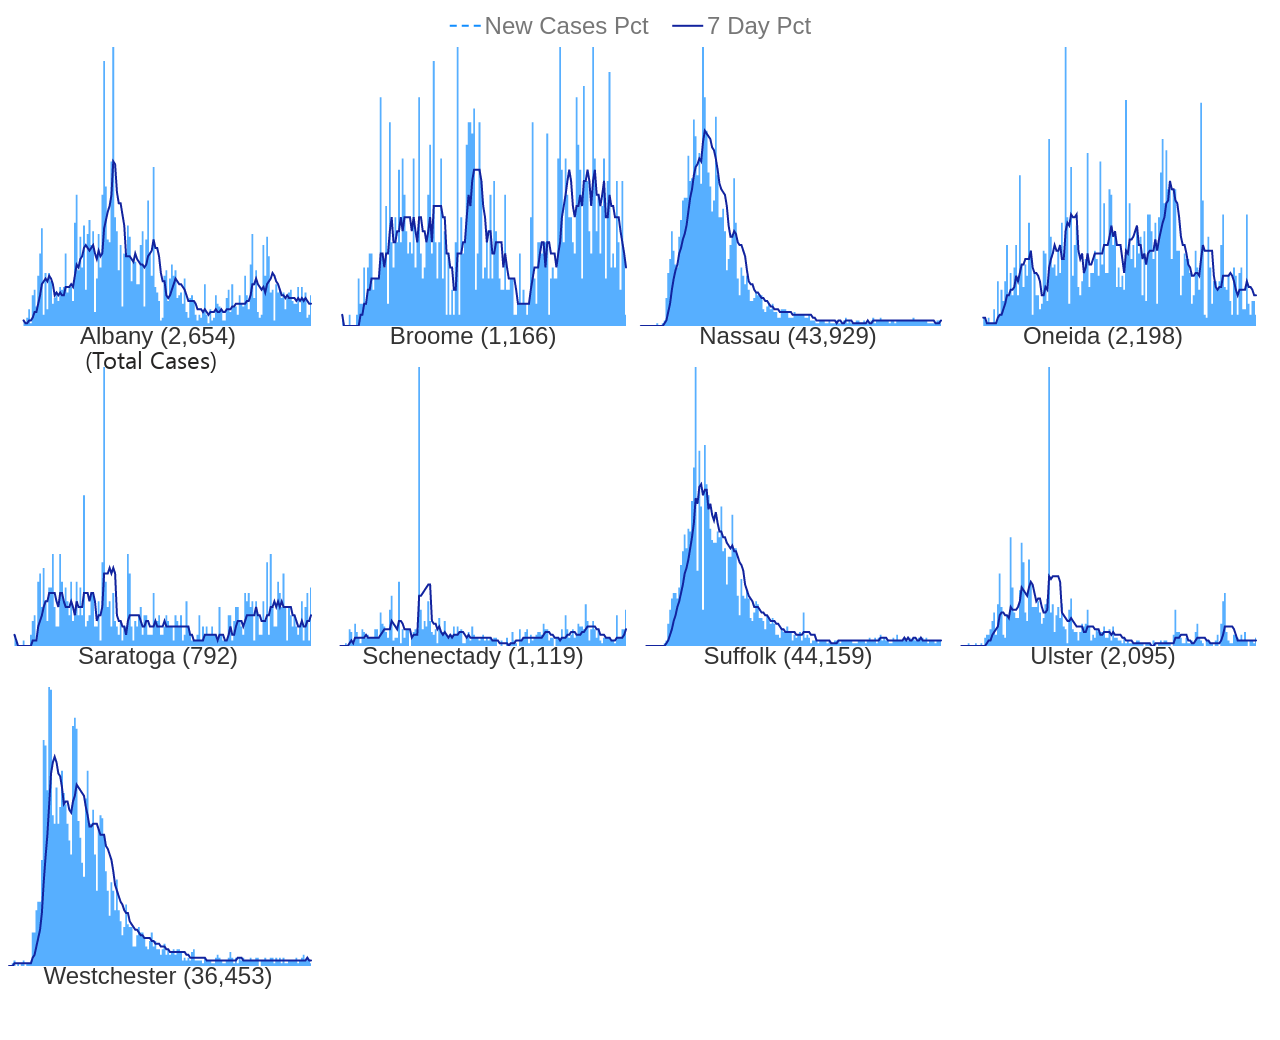 New Cases Pct 7 Day Pct
Albany (2,654) Broome (1,166) Nassau (43,929) Oneida (2,198)
(Total Cases)
Saratoga (792) Schenectady (1,119) Suffolk (44,159) Ulster (2,095)
Westchester (36,453)